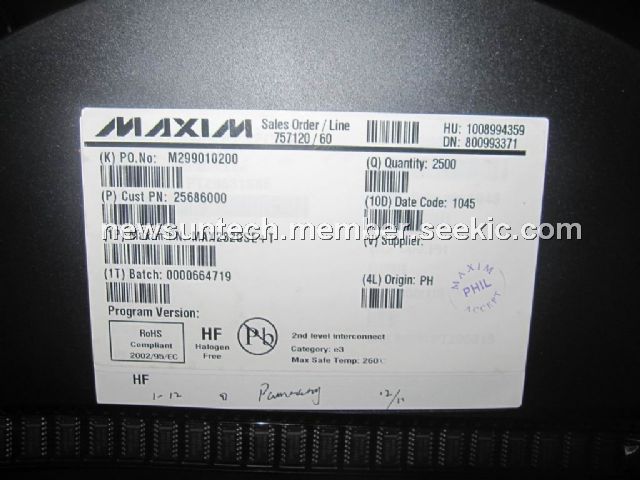 MAXIM
Sales Order / Line
757120 / 60
HU: 1008994359
DN: 800993371
(K) PO.No: M299010200
(Q) Quantity: 2500
(P) Cust PN: 25686000
(10D) Date Code: 1045
newsuntech.member-seekic.com
(V) Supplier:
(1T) Batch: 0000664719
(4L) Origin: PH
MAXIM
PHIL
ACCEPT
Program Version:
RoHS
Compliant
2002/95/EC
HF
Halogen
Free
Pb
2nd level interconnect
Category: e3
Max Safe Temp: 260C
HF
1-12
12/11